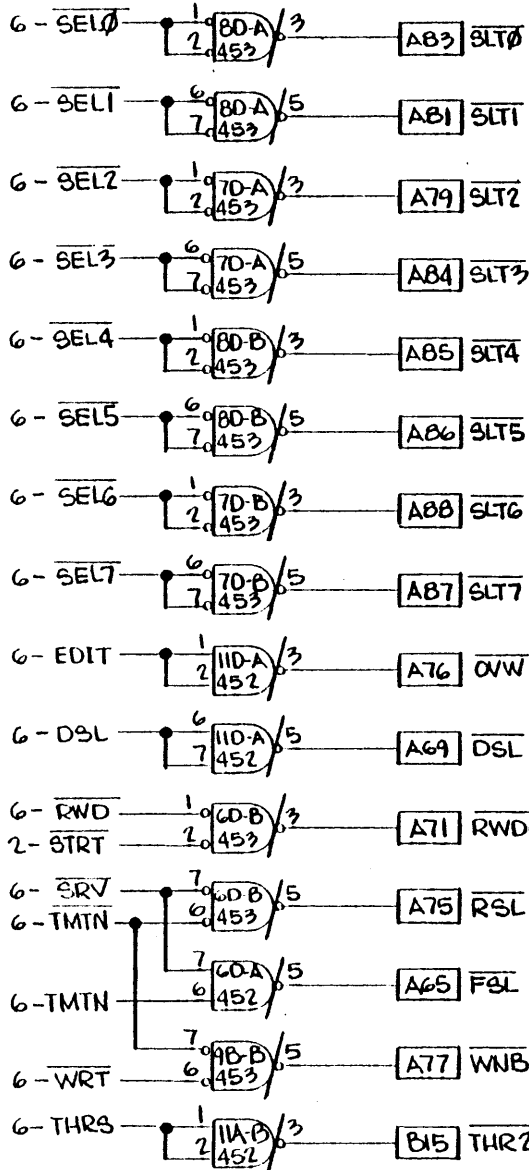 6-SEL0 1 2 8D-A 453 3 A83 SLT0
6-SEL1 6 7 8D-A 453 5 A81 SLT1
6-SEL2 1 2 7D-A 453 3 A79 SLT2
6-SEL3 6 7 7D-A 453 5 A84 SLT3
6-SEL4 1 2 8D-B 453 3 A85 SLT4
6-SEL5 6 7 8D-B 453 5 A86 SLT5
6-SEL6 1 2 7D-B 453 3 A88 SLT6
6-SEL7 6 7 7D-B 453 5 A87 SLT7
6-EDIT 1 2 11D-A 452 3 A76 OVW
6-DSL 6 7 11D-A 452 5 A69 DSL
6-RWD 1 6D-B 3 A71 RWD
2-STRT 2 453
6-SRV 7 6D-B 5 A75 RSL
6-TMTN 6 453
7 6D-A 5 A65 FSL
6-TMTN 6 452
7 9B-B 5 A77 WNB
6-WRT 6 453
6-THRS 1 2 11A-B 452 3 B15 THR2